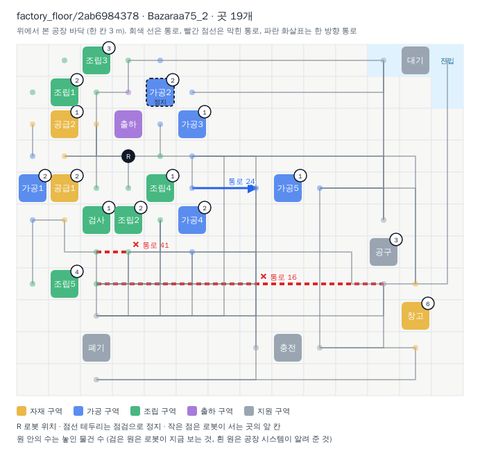 factory_floor/2ab6984378 · Bazaraa75_2 · 곳 19개
위에서 본 공장 바닥 (한 칸 3 m). 회색 선은 통로, 빨간 점선은 막힌 통로, 파란 화살표는 한 방향 통로
조립3 3
대기
진입
조립1 2
가공2 2
정지
공급2 1
출하
가공3 1
R
가공1 2
공급1 2
조립4 1
통로 24
가공5 1
검사 1
조립2 2
가공4 2
통로 41
공구 3
조립5 4
통로 16
창고 6
폐기
충전
자재 구역
가공 구역
조립 구역
출하 구역
지원 구역
R 로봇 위치 · 점선 테두리는 점검으로 정지 · 작은 점은 로봇이 서는 곳의 앞 칸
원 안의 수는 놓인 물건 수 (검은 원은 로봇이 지금 보는 것, 흰 원은 공장 시스템이 알려 준 것)